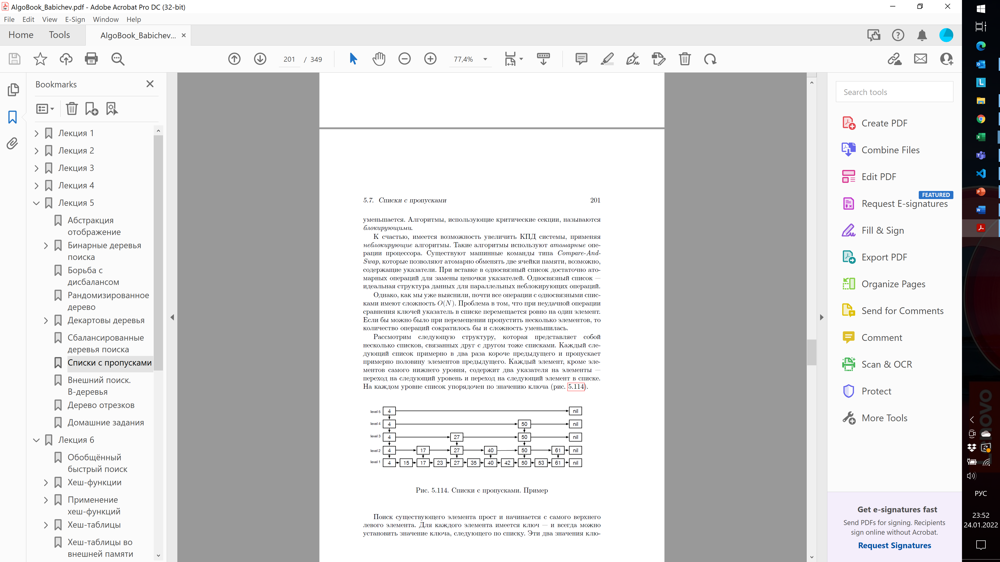 AlgoBook_Babichev.pdf - Adobe Acrobat Pro DC (32-bit)
File Edit View E-Sign Window Help
Home Tools AlgoBook_Babichev...
201 / 349 77,4%
Bookmarks
Лекция 1
Лекция 2
Лекция 3
Лекция 4
Лекция 5
Абстракция
отображение
Бинарные деревья
поиска
Борьба с
дисбалансом
Рандомизированное
дерево
Декартовы деревья
Сбалансированные
деревья поиска
Списки с пропусками
Внешний поиск.
В-деревья
Дерево отрезков
Домашние задания
Лекция 6
Обобщённый
быстрый поиск
Хеш-функции
Применение
хеш-функций
Хеш-таблицы
Хеш-таблицы во
внешней памяти
5.7. Списки с пропусками 201
уменьшается. Алгоритмы, использующие критические секции, называются
блокирующими.
К счастью, имеется возможность увеличить КПД системы, применяя
неблокирующие алгоритмы. Такие алгоритмы используют атомарные опе-
рации процессора. Существуют машинные команды типа Compare-And-
Swap, которые позволяют атомарно обменять две ячейки памяти, возможно,
содержащие указатели. При вставке в односвязный список достаточно ато-
марных операций для замены цепочки указателей. Односвязный список —
идеальная структура данных для параллельных неблокирующих операций.
Однако, как мы уже выяснили, почти все операции с односвязными спис-
ками имеют сложность O(N). Проблема в том, что при неудачной операции
сравнения ключей указатель в списке перемещается ровно на один элемент.
Если бы можно было при перемещении пропустить несколько элементов, то
количество операций сократилось бы и сложность уменьшилась.
Рассмотрим следующую структуру, которая представляет собой
несколько списков, связанных друг с другом тоже списками. Каждый сле-
дующий список примерно в два раза короче предыдущего и пропускает
примерно половину элементов предыдущего. Каждый элемент, кроме эле-
ментов самого нижнего уровня, содержит два указателя на элементы —
переход на следующий уровень и переход на следующий элемент в списке.
На каждом уровне список упорядочен по значению ключа (рис. 5.114).
level 5 4 nil
level 4 4 50 nil
level 3 4 27 50 nil
level 2 4 17 27 40 50 61 nil
level 1 4 15 17 23 27 35 40 42 50 53 61 nil
Рис. 5.114. Списки с пропусками. Пример
Поиск существующего элемента прост и начинается с самого верхнего
левого элемента. Для каждого элемента имеется ключ — и всегда можно
установить значение ключа, следующего по списку. Эти два значения клю-
Search tools
Create PDF
Combine Files
Edit PDF
FEATURED
Request E-signatures
Fill & Sign
Export PDF
Organize Pages
Send for Comments
Comment
Scan & OCR
Protect
More Tools
Get e-signatures fast
Send PDFs for signing. Recipients
sign online without Acrobat.
Request Signatures
Lenovo
РУС
23:52
24.01.2022